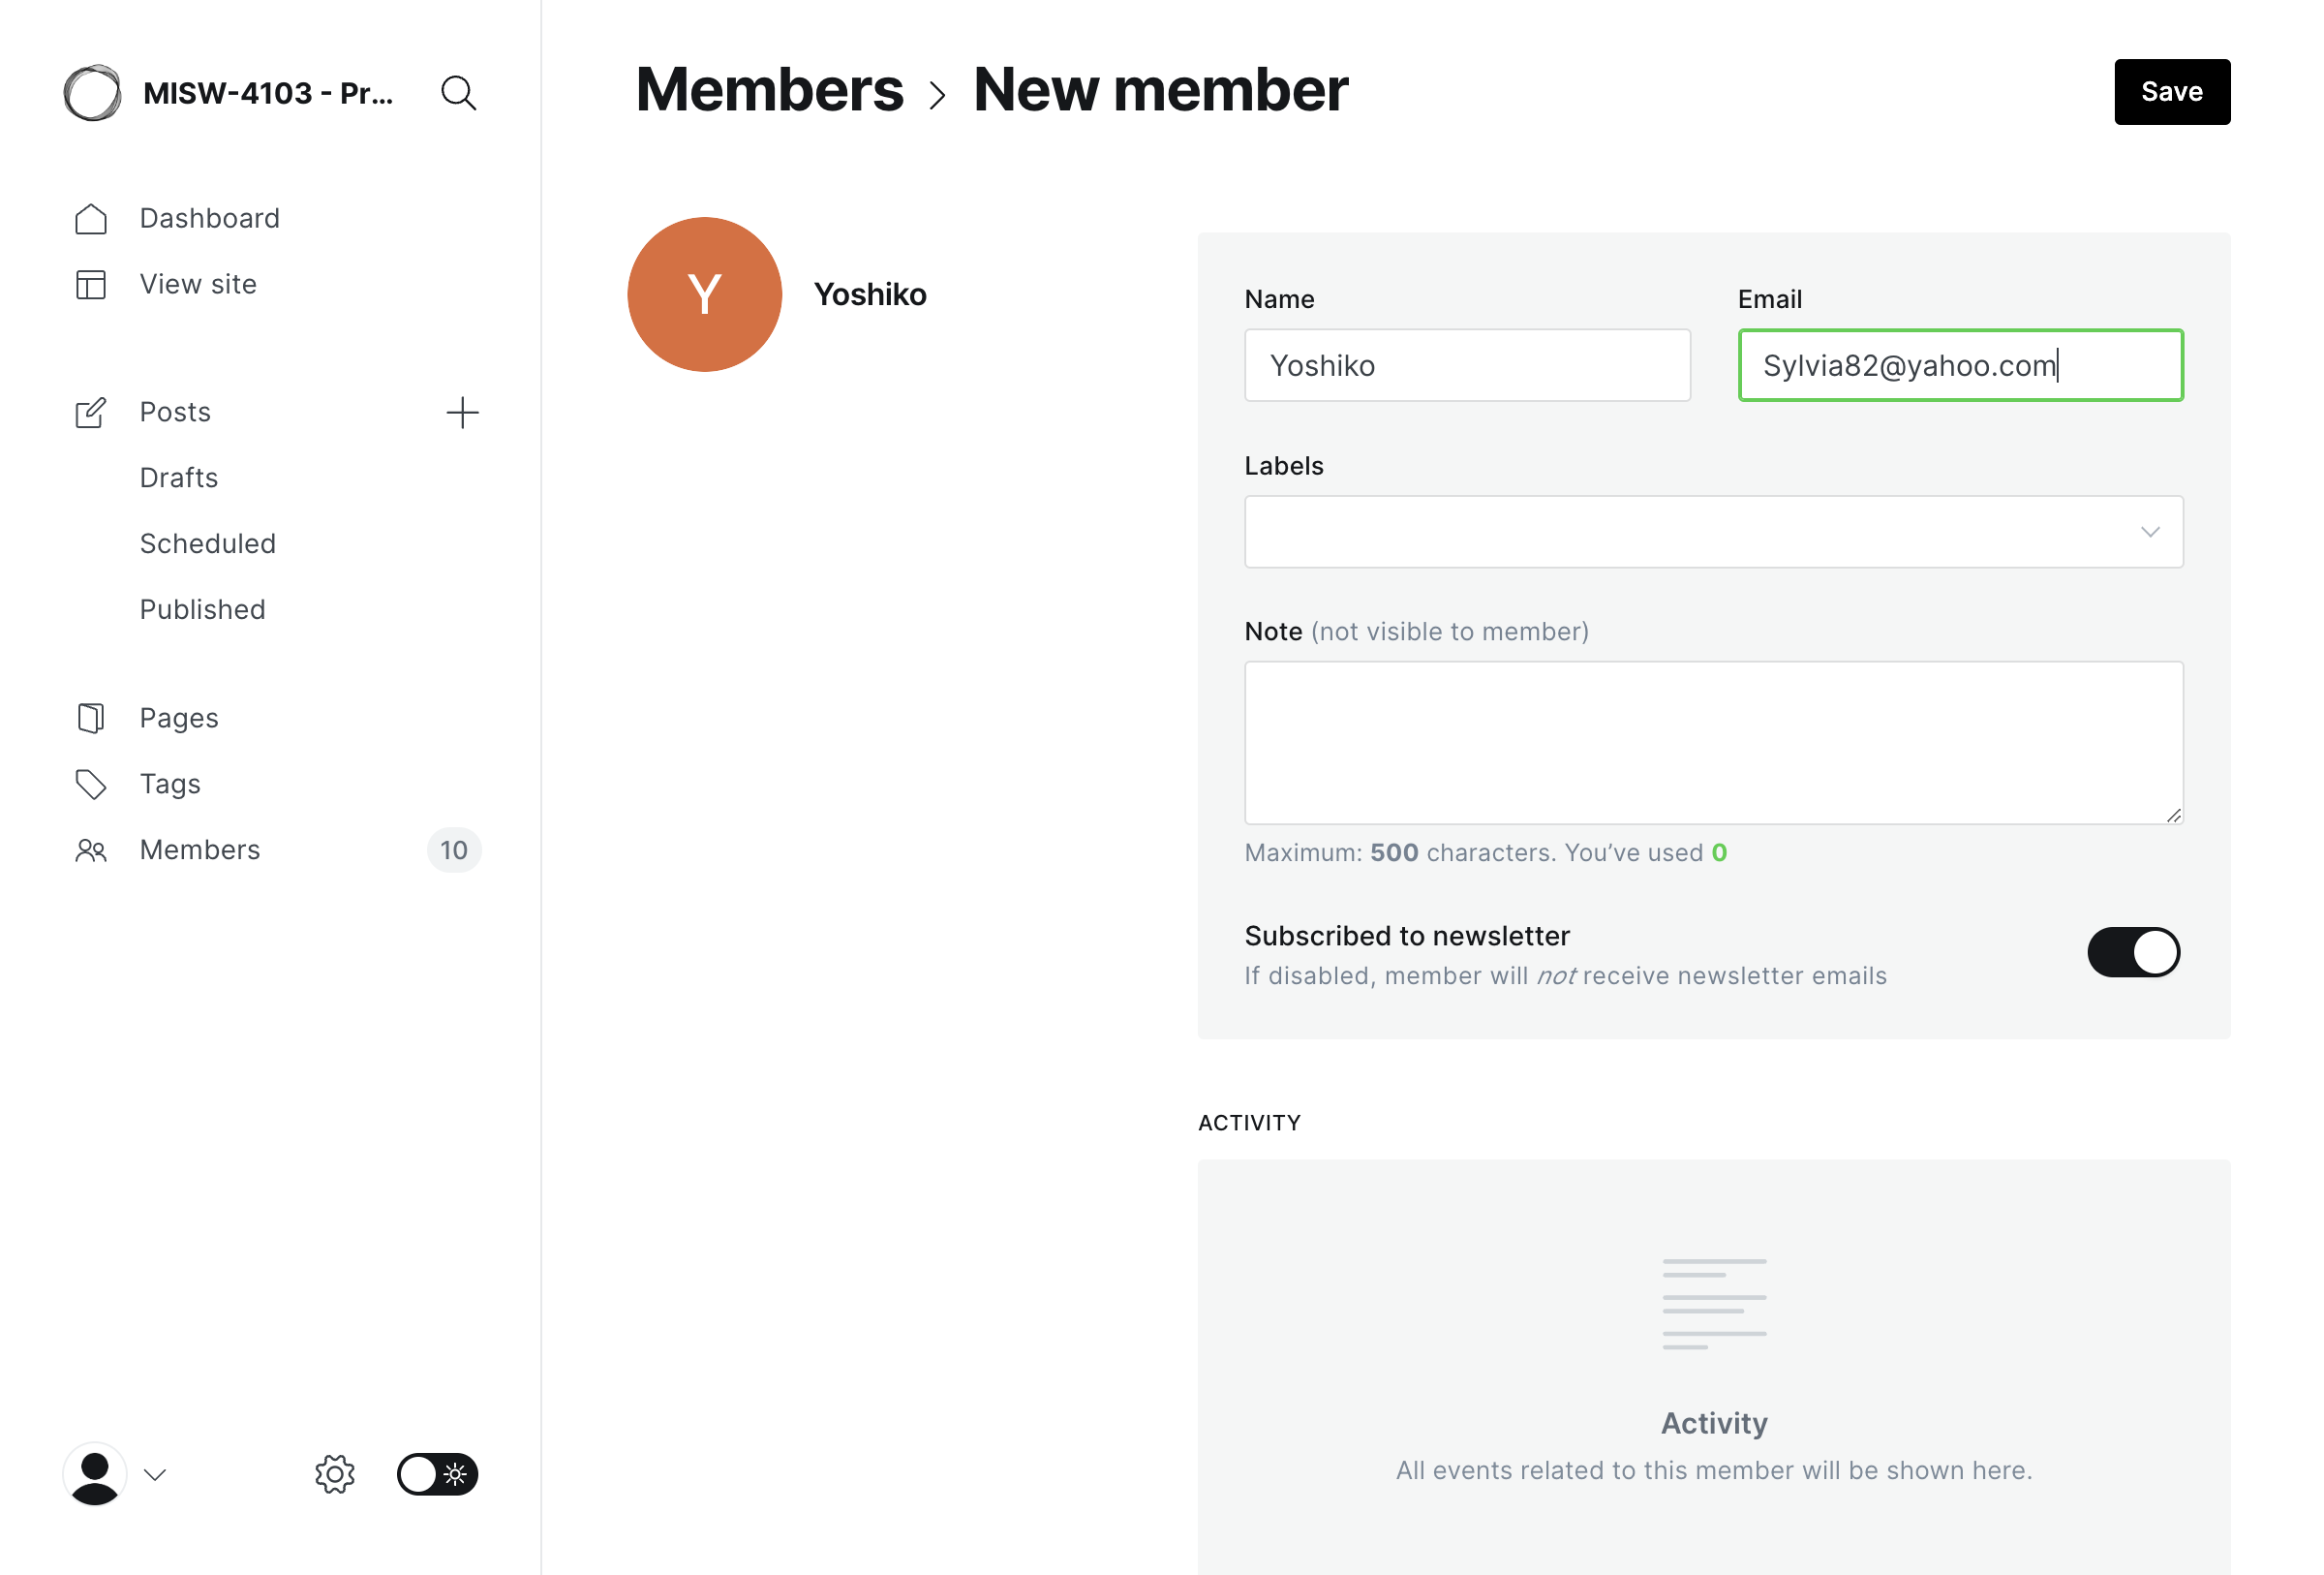 MISW-4103 - Pr...
Dashboard
View site
Posts
Drafts
Scheduled
Published
Pages
Tags
Members 10
Members > New member
Save
Y
Yoshiko
Name
Yoshiko
Email
Sylvia82@yahoo.com
Labels
Note (not visible to member)
Maximum: 500 characters. You’ve used 0
Subscribed to newsletter
If disabled, member will not receive newsletter emails
ACTIVITY
Activity
All events related to this member will be shown here.